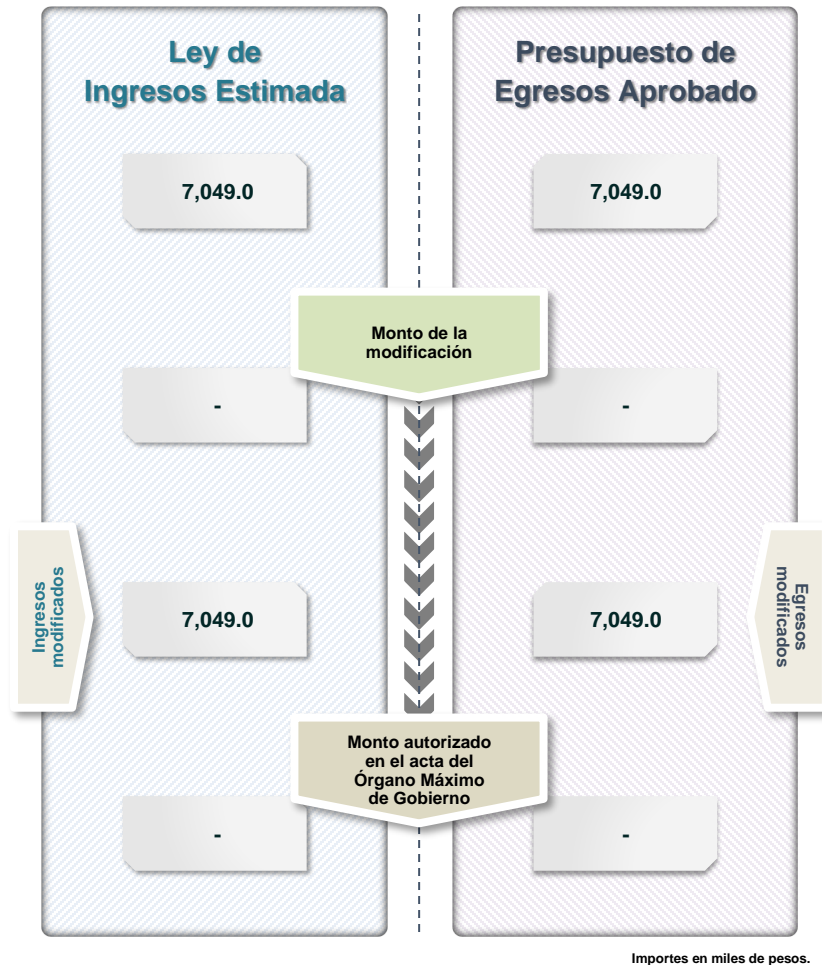 Ley de
Ingresos Estimada
Presupuesto de
Egresos Aprobado
7,049.0
7,049.0
Monto de la
modificación
-
-
Ingresos
modificados
7,049.0
7,049.0
Egresos
modificados
Monto autorizado
en el acta del
Órgano Máximo
de Gobierno
-
-
Importes en miles de pesos.